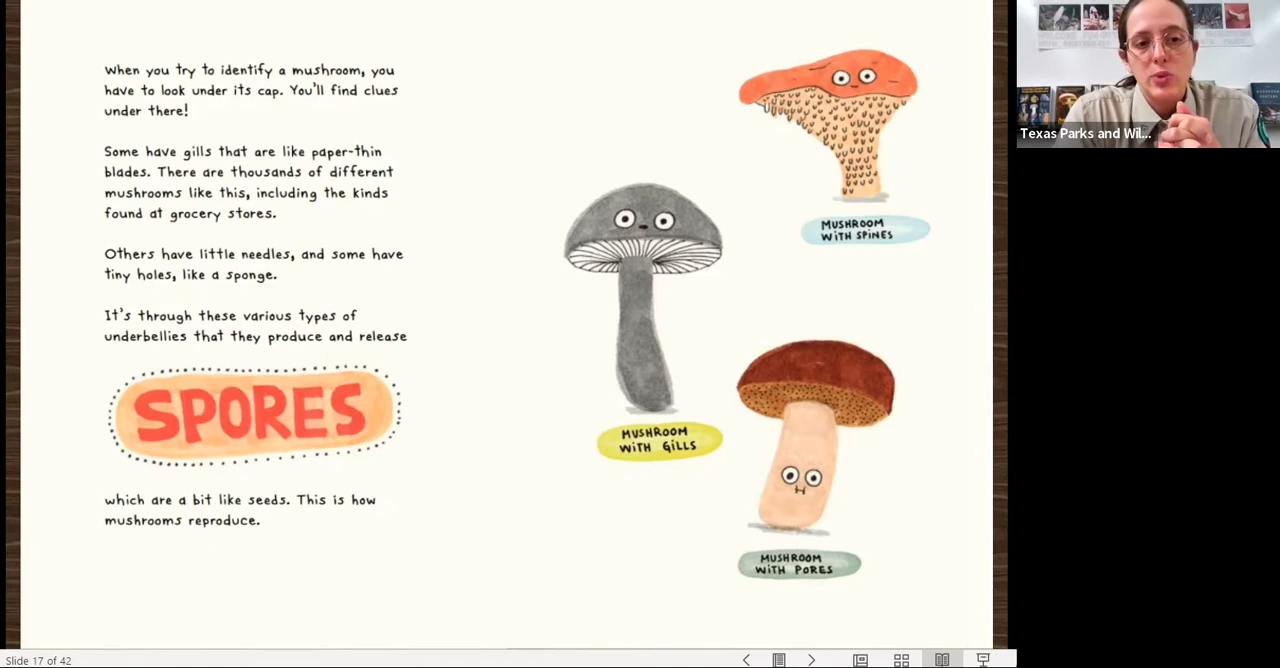 When you try to identify a mushroom, you
have to look under its cap. You'll find clues
under there!
Some have gills that are like paper-thin
blades. There are thousands of different
mushrooms like this, including the kinds
found at grocery stores.
Others have little needles, and some have
tiny holes, like a sponge.
It's through these various types of
underbellies that they produce and release
SPORES
which are a bit like seeds. This is how
mushrooms reproduce.
MUSHROOM
WiTH SPiNES
MUSHROOM
WiTH GiLLS
MUSHROOM
WiTH PORES
Texas Parks and Wil...
Slide 17 of 42